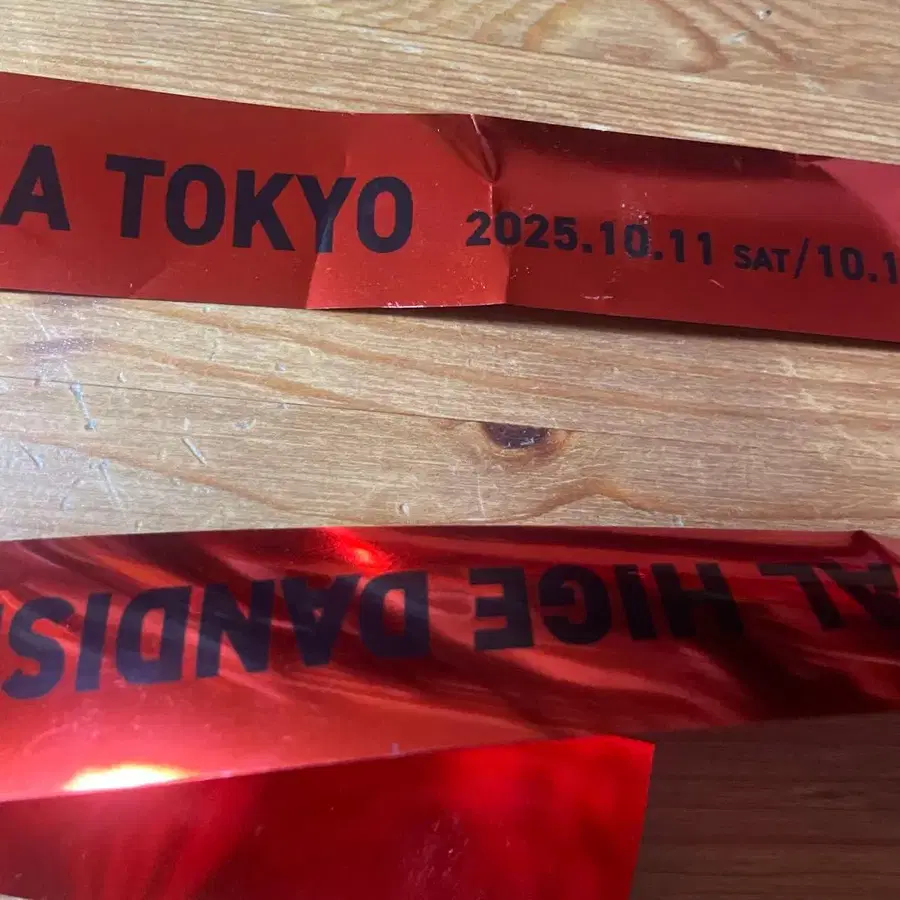 A TOKYO 2025.10.11 SAT/10.1
AL HIGE DANDIS